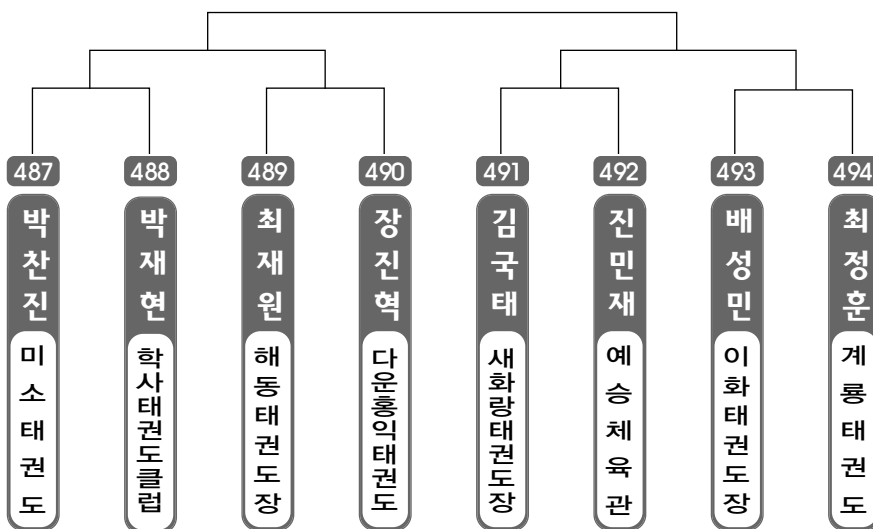 487
박찬진
미소태권도
488
박재현
학사태권도클럽
489
최재원
해동태권도장
490
장진혁
다운홍익태권도
491
김국태
새화랑태권도장
492
진민재
예승체육관
493
배성민
이화태권도장
494
최정훈
계룡태권도